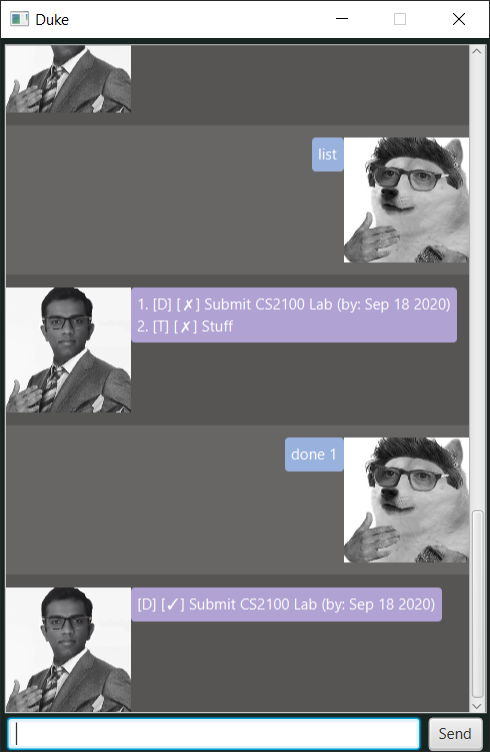 Duke
list
1. [D] [✗] Submit CS2100 Lab (by: Sep 18 2020)
2. [T] [✗] Stuff
done 1
[D] [✓] Submit CS2100 Lab (by: Sep 18 2020)
Send